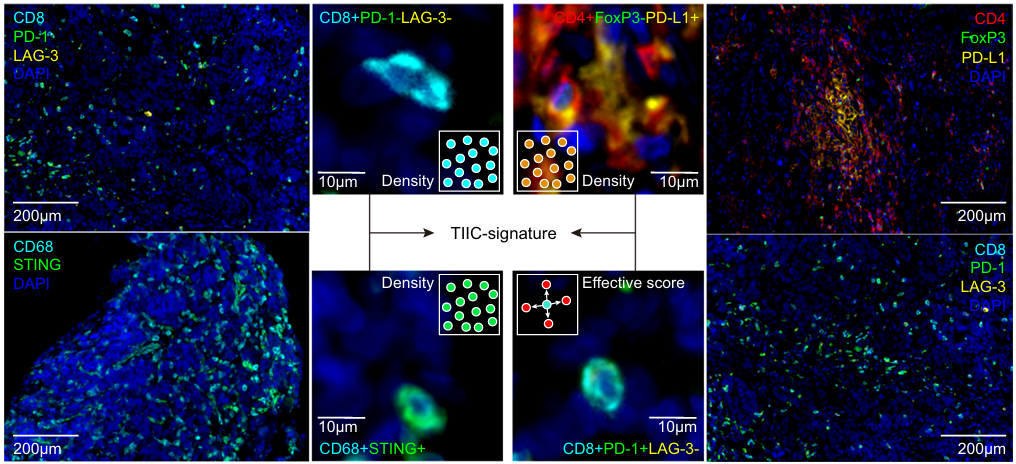 CD8
PD-1
LAG-3
DAPI
200µm
CD8+PD-1-LAG-3-
10µm
Density
CD4+FoxP3-PD-L1+
Density
10µm
CD4
FoxP3
PD-L1
DAPI
200µm
TIIC-signature
CD68
STING
DAPI
200µm
Density
10µm
CD68+STING+
Effective score
10µm
CD8+PD-1+LAG-3-
CD8
PD-1
LAG-3
DAPI
200µm